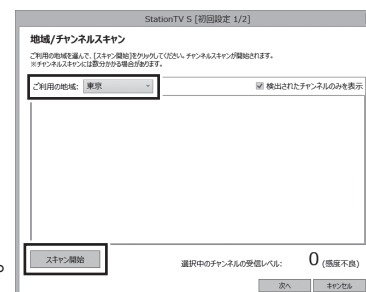 StationTV S [初回設定 1/2]
地域/チャンネルスキャン
ご利用の地域を選んで、[スキャン開始]をクリックしてください。チャンネルスキャンが開始されます。
※チャンネルスキャンには数分かかる場合があります。
ご利用の地域: 東京 検出されたチャンネルのみを表示
スキャン開始 選択中のチャンネルの受信レベル: 0 (感度不良)
次へ キャンセル